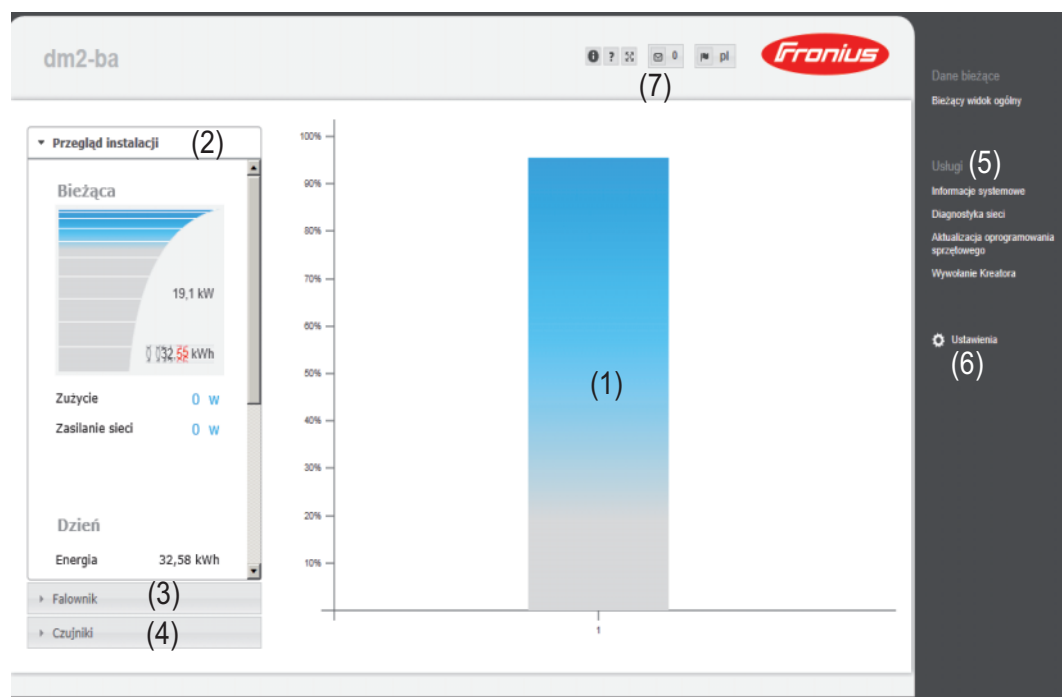 dm2-ba
? 0 pl
(7)
Fronius
Dane bieżące
Bieżący widok ogólny
Usługi (5)
Informacje systemowe
Diagnostyka sieci
Aktualizacja oprogramowania
sprzętowego
Wywołanie Kreatora
Ustawienia
(6)
Przegląd instalacji (2)
Bieżąca
19,1 kW
032.55 kWh
Zużycie 0 W
Zasilanie sieci 0 W
Dzień
Energia 32,58 kWh
Falownik (3)
Czujniki (4)
100%
90%
80%
70%
60%
50%
40%
30%
20%
10%
(1)
1